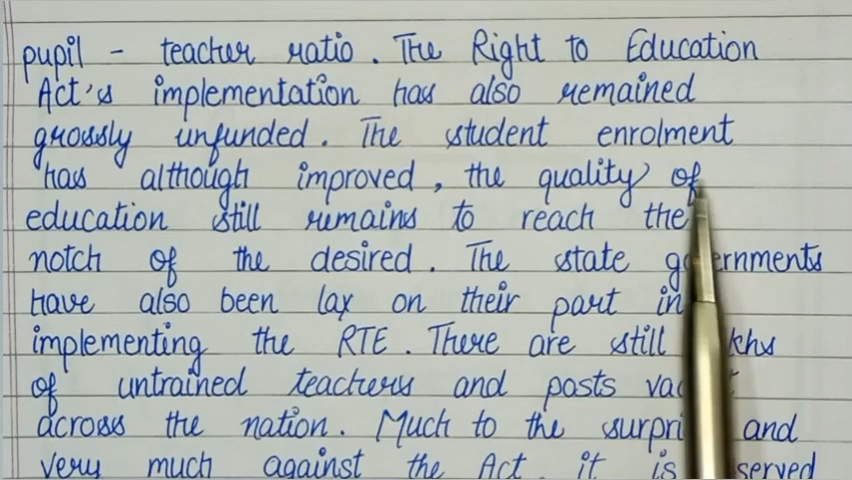 pupil - teacher ratio. The Right to Education
Act's implementation has also remained
grossly unfunded. The student enrolment
has although improved, the quality of
education still remains to reach the
notch of the desired. The state governments
have also been lax on their part in
implementing the RTE. There are still
of untrained teachers and posts
across the nation. Much to the and
very much against the Act, it is